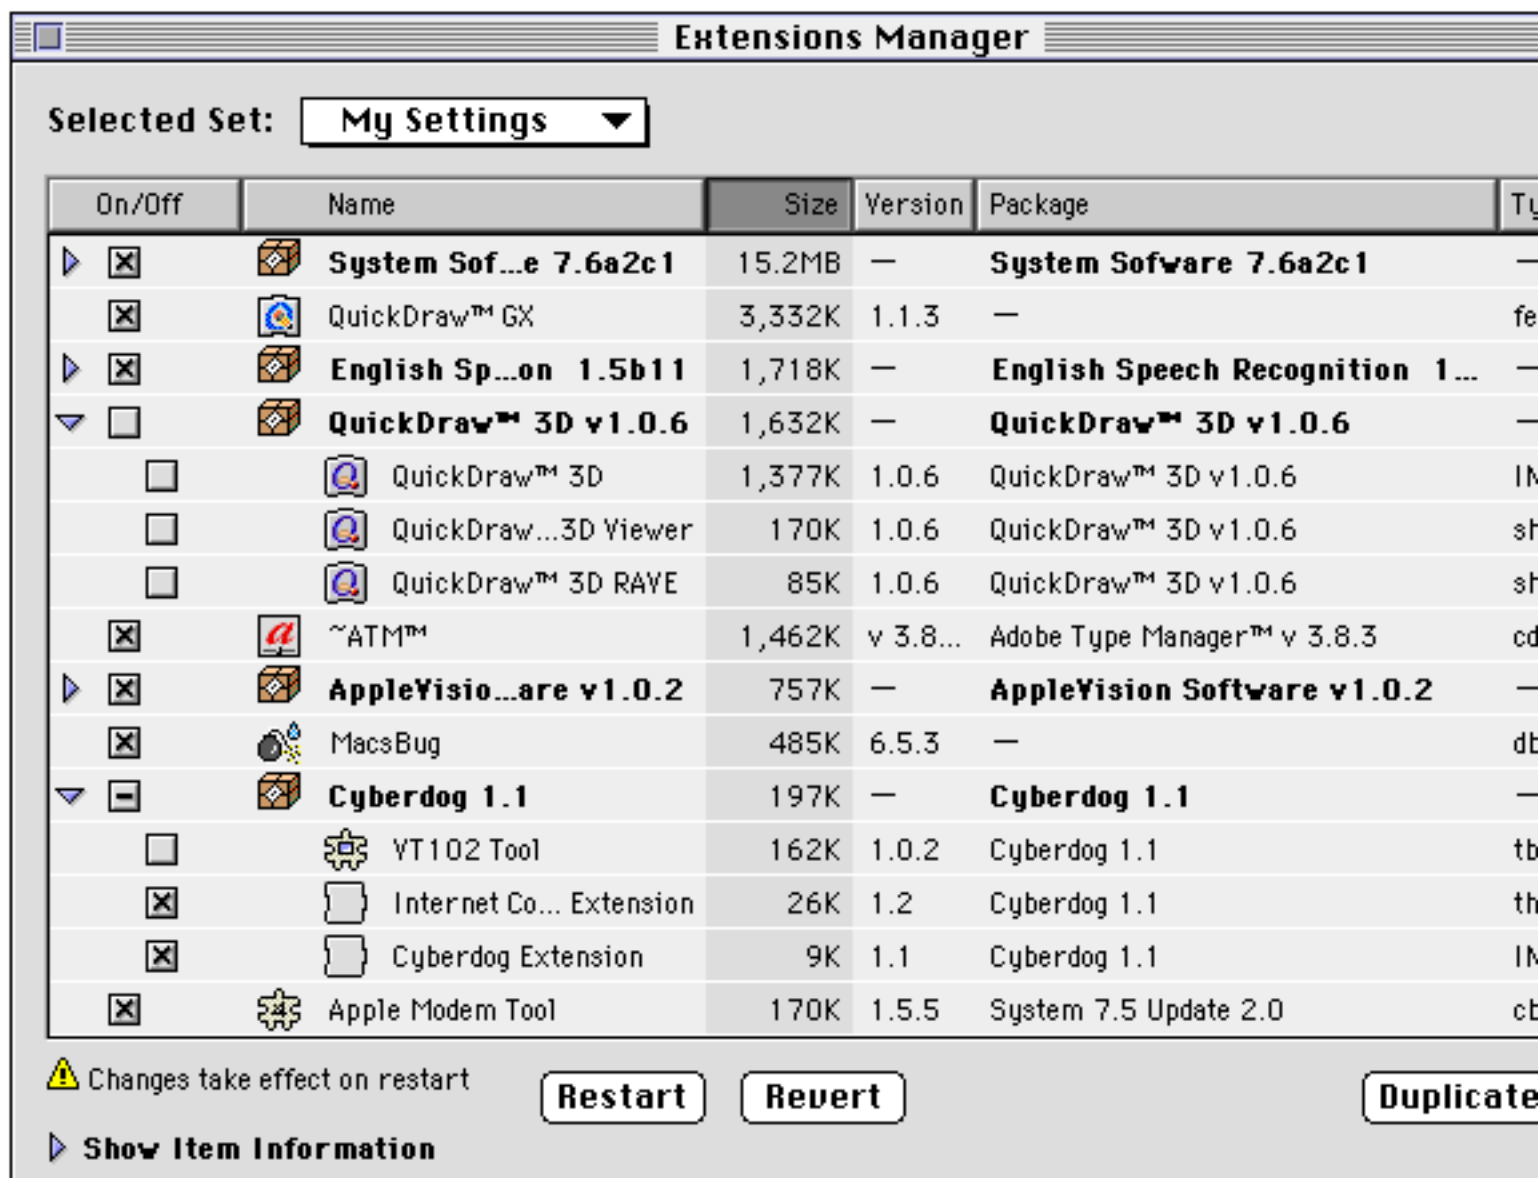 Extensions Manager
Selected Set: My Settings
On/Off Name Size Version Package Ty
System Sof...e 7.6a2c1 15.2MB — System Sofware 7.6a2c1 —
QuickDraw™ GX 3,332K 1.1.3 — fe
English Sp...on 1.5b11 1,718K — English Speech Recognition 1... —
QuickDraw™ 3D v1.0.6 1,632K — QuickDraw™ 3D v1.0.6 —
QuickDraw™ 3D 1,377K 1.0.6 QuickDraw™ 3D v1.0.6
QuickDraw...3D Viewer 170K 1.0.6 QuickDraw™ 3D v1.0.6 sh
QuickDraw™ 3D RAVE 85K 1.0.6 QuickDraw™ 3D v1.0.6 sh
~ATM™ 1,462K v 3.8... Adobe Type Manager™ v 3.8.3 cd
AppleVisio...are v1.0.2 757K — AppleVision Software v1.0.2 —
MacsBug 485K 6.5.3 — db
Cyberdog 1.1 197K — Cyberdog 1.1 —
VT102 Tool 162K 1.0.2 Cyberdog 1.1 tb
Internet Co... Extension 26K 1.2 Cyberdog 1.1 th
Cyberdog Extension 9K 1.1 Cyberdog 1.1
Apple Modem Tool 170K 1.5.5 System 7.5 Update 2.0 cb
Changes take effect on restart
Restart Revert Duplicate
Show Item Information